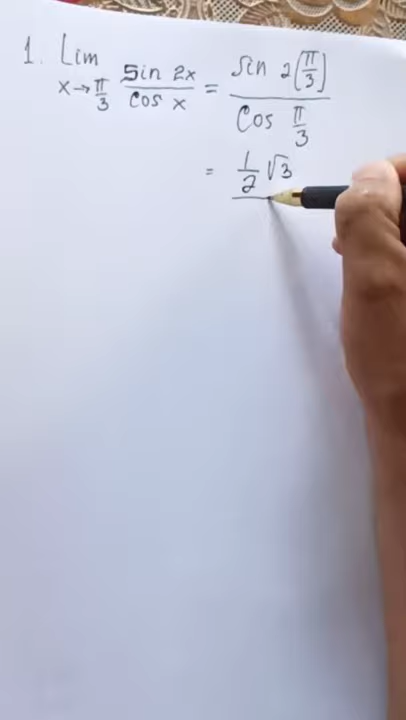 1. Lim x→π/3 Sin 2x / Cos x = Sin 2(π/3) / Cos π/3
= 1/2 √3